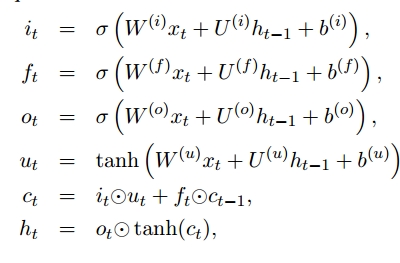 i_t = σ(W^{(i)}x_t + U^{(i)}h_{t−1} + b^{(i)}),
f_t = σ(W^{(f)}x_t + U^{(f)}h_{t−1} + b^{(f)}),
o_t = σ(W^{(o)}x_t + U^{(o)}h_{t−1} + b^{(o)}),
u_t = tanh(W^{(u)}x_t + U^{(u)}h_{t−1} + b^{(u)})
c_t = i_t⊙u_t + f_t⊙c_{t−1},
h_t = o_t⊙tanh(c_t),